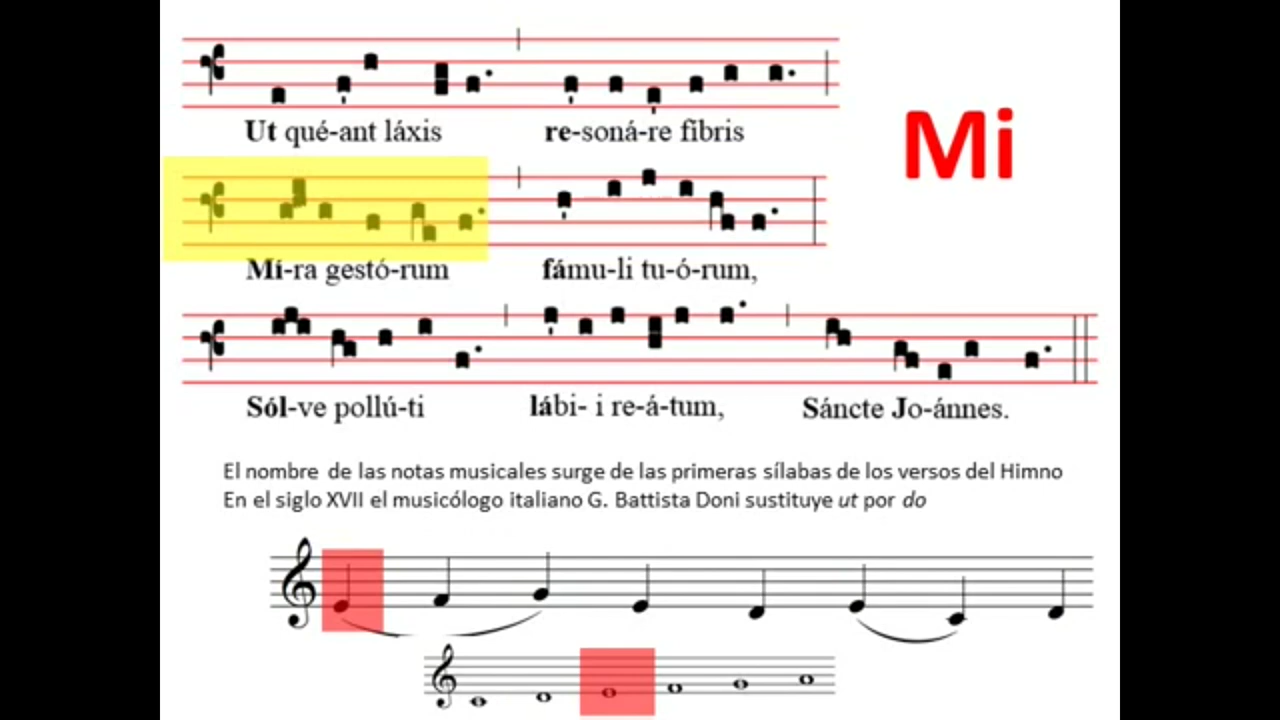 Ut qué-ant láxis re-soná-re fíbris
Mi
Mí-ra gestó-rum fámu-li tu-ó-rum,
Sól-ve pollú-ti lábi- i re-á-tum, Sáncte Jo-ánnes.
El nombre de las notas musicales surge de las primeras sílabas de los versos del Himno
En el siglo XVII el musicólogo italiano G. Battista Doni sustituye ut por do